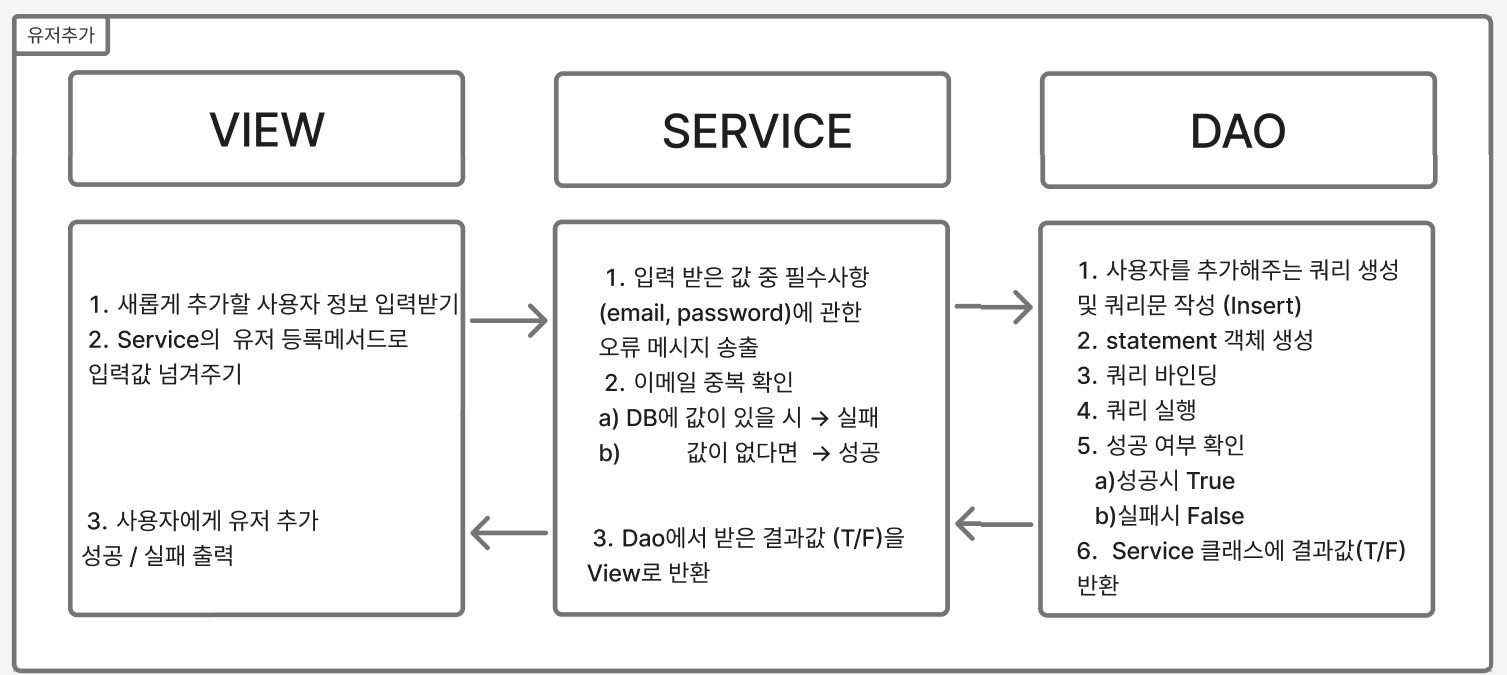 유저추가
VIEW
SERVICE
DAO
1. 새롭게 추가할 사용자 정보 입력받기
2. Service의 유저 등록메서드로
입력값 넘겨주기
3. 사용자에게 유저 추가
성공 / 실패 출력
1. 입력 받은 값 중 필수사항
(email, password)에 관한
오류 메시지 송출
2. 이메일 중복 확인
a) DB에 값이 있을 시 → 실패
b) 값이 없다면 → 성공
3. Dao에서 받은 결과값 (T/F)을
View로 반환
1. 사용자를 추가해주는 쿼리 생성
및 쿼리문 작성 (Insert)
2. statement 객체 생성
3. 쿼리 바인딩
4. 쿼리 실행
5. 성공 여부 확인
a)성공시 True
b)실패시 False
6. Service 클래스에 결과값(T/F)
반환